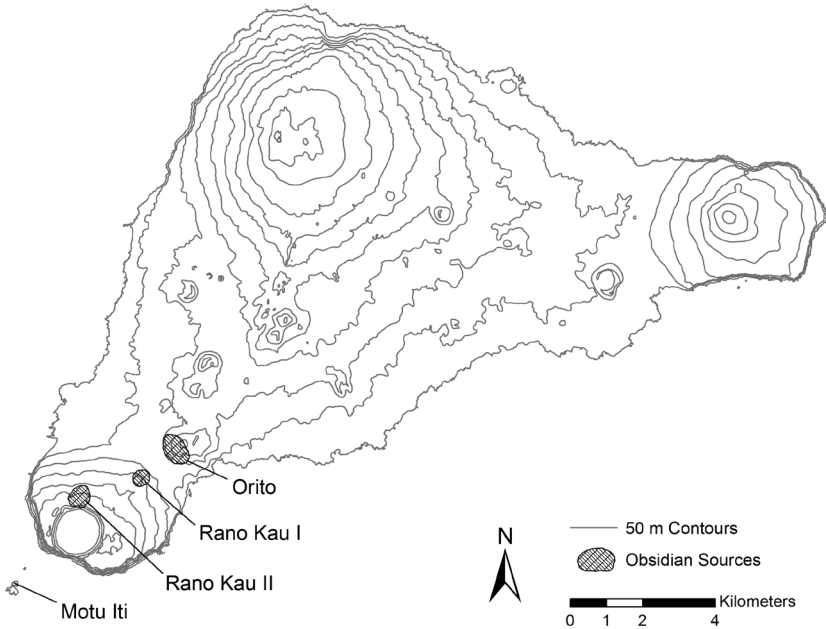 Orito
Rano Kau I
Rano Kau II
Motu Iti
N
50 m Contours
Obsidian Sources
Kilometers
0 1 2 4